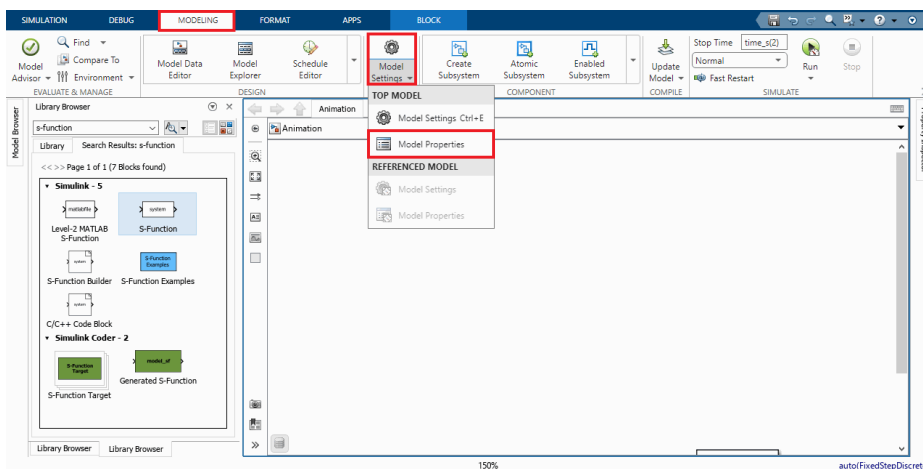 SIMULATION DEBUG MODELING FORMAT APPS BLOCK
Model Advisor
Find
Compare To
Environment
EVALUATE & MANAGE
Model Data Editor
Model Explorer
Schedule Editor
DESIGN
Model Settings
Create Subsystem
Atomic Subsystem
Enabled Subsystem
COMPONENT
Update Model
COMPILE
Stop Time time_s(2)
Normal
Fast Restart
Run
Stop
SIMULATE
TOP MODEL
Model Settings Ctrl+E
Model Properties
REFERENCED MODEL
Model Settings
Model Properties
Model Browser
Library Browser
s-function
Library Search Results: s-function
<< >> Page 1 of 1 (7 Blocks found)
Simulink - 5
matlabfile
Level-2 MATLAB
S-Function
system
S-Function
system
S-Function Builder
S-Function
Examples
S-Function Examples
system
C/C++ Code Block
Simulink Coder - 2
S-Function
Target
S-Function Target
model_sf
Generated S-Function
Library Browser Library Browser
Animation
Animation
150%
auto(FixedStepDiscret